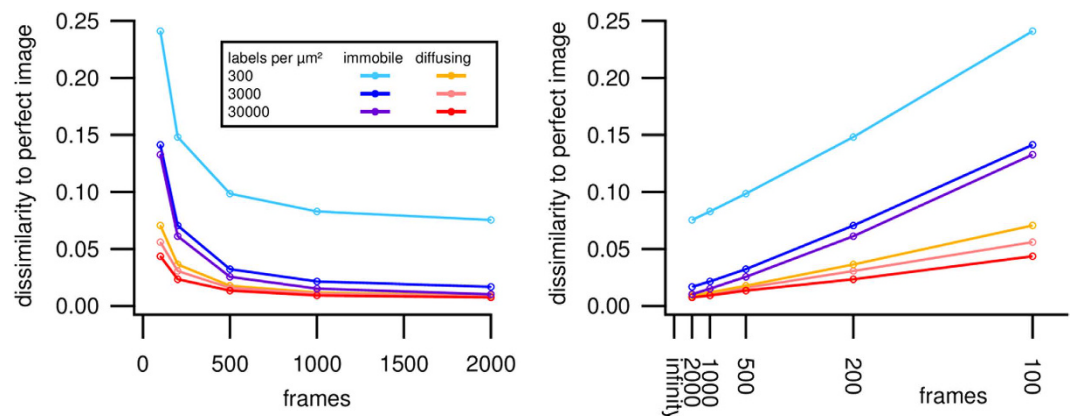 dissimilarity to perfect image
0.25
0.20
0.15
0.10
0.05
0.00
labels per µm² immobile diffusing
300
3000
30000
0 500 1000 1500 2000
frames
dissimilarity to perfect image
0.25
0.20
0.15
0.10
0.05
0.00
infinity
2000
1000
500
200
100
frames